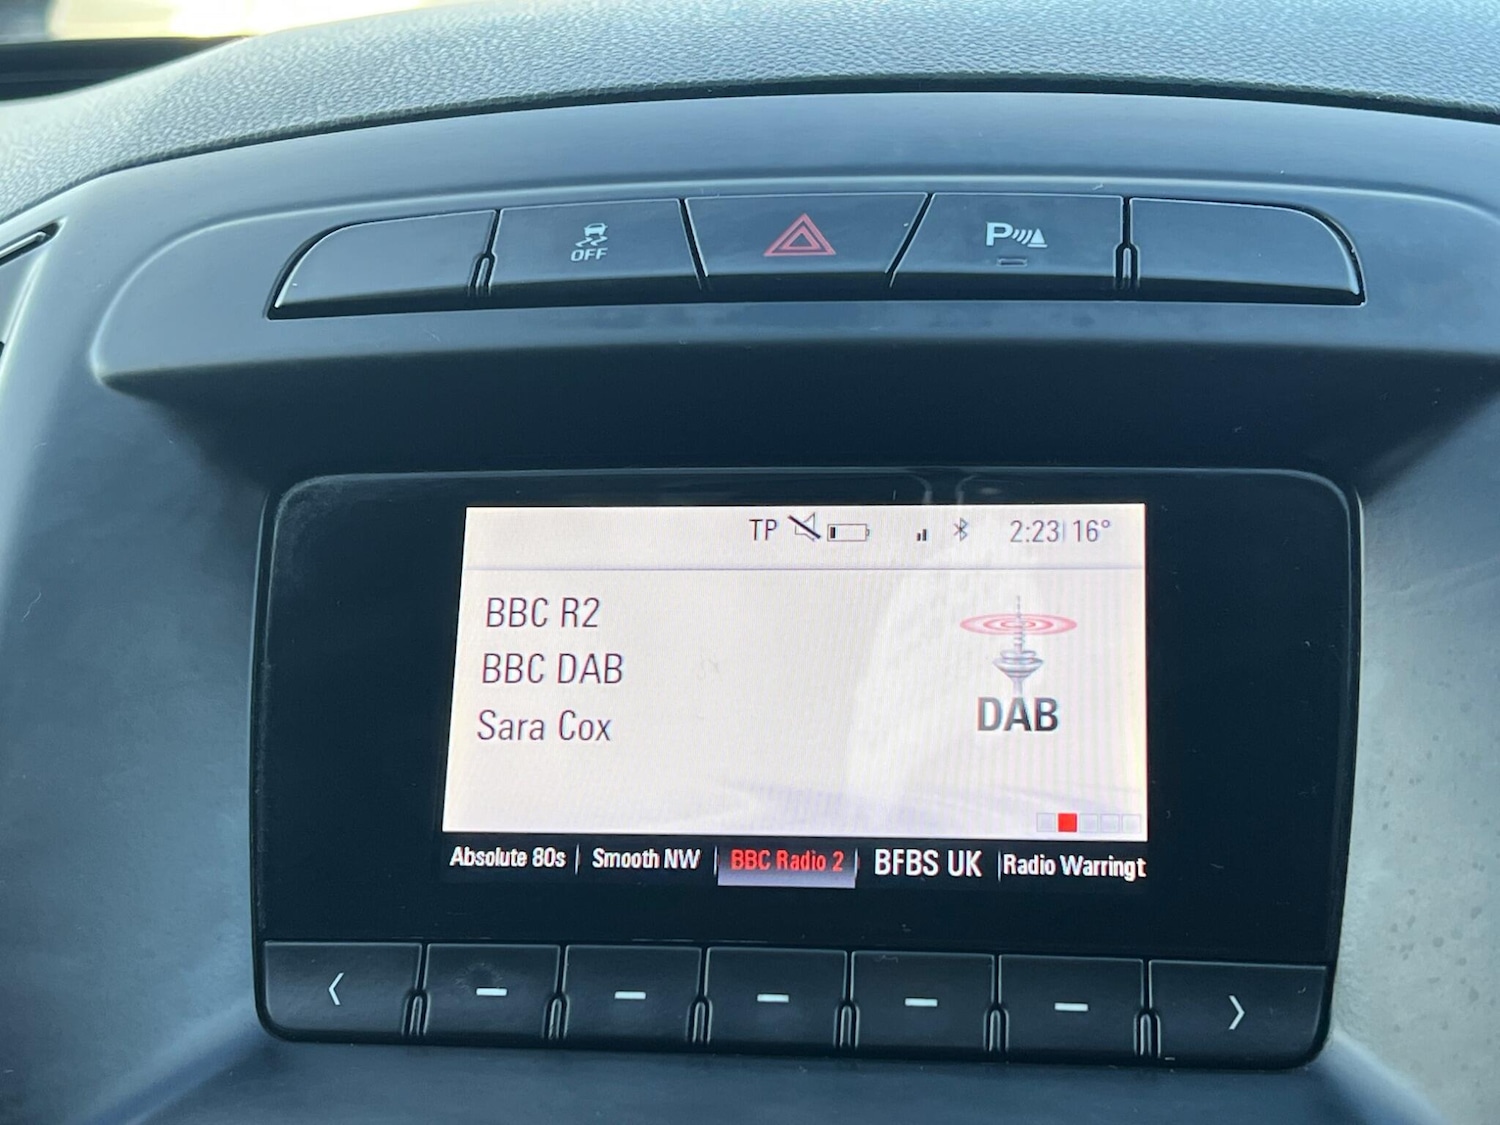 OFF
P
TP 2:23 16°
BBC R2
BBC DAB
Sara Cox
DAB
Absolute 80s Smooth NW BBC Radio 2 BFBS UK Radio Warringt